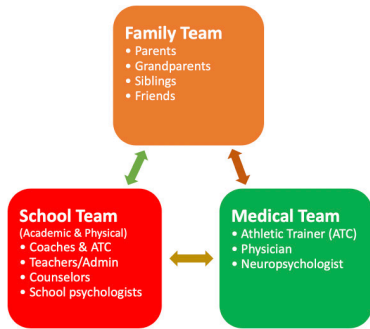 Family Team
• Parents
• Grandparents
• Siblings
• Friends
School Team
(Academic & Physical)
• Coaches & ATC
• Teachers/Admin
• Counselors
• School psychologists
Medical Team
• Athletic Trainer (ATC)
• Physician
• Neuropsychologist